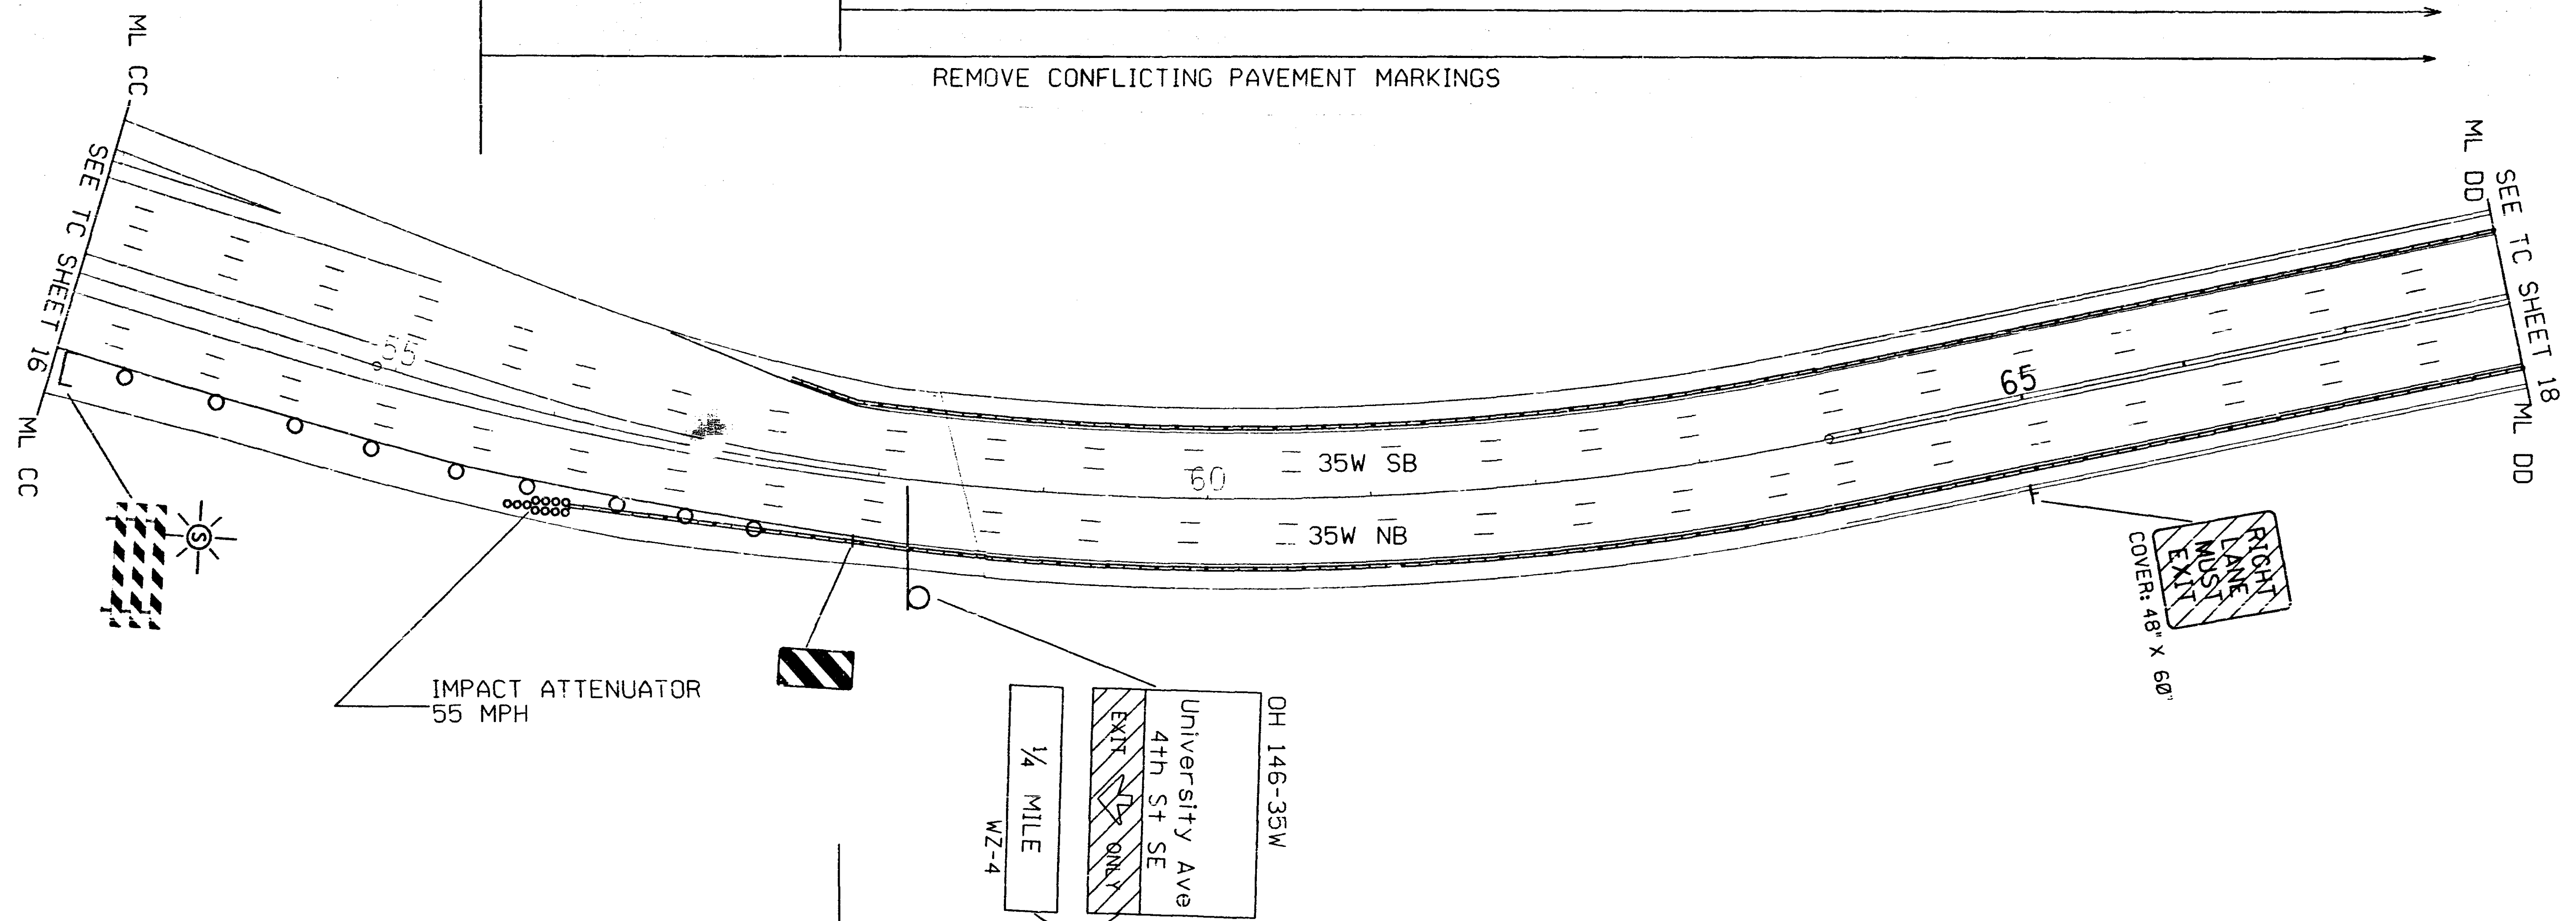 REMOVE CONFLICTING PAVEMENT MARKINGS
ML CC
SEE TC SHEET 16
ML CC
ML DD
SEE TC SHEET 18
ML DD
55
60
65
35W SB
35W NB
S
IMPACT ATTENUATOR
55 MPH
OH 146-35W
University Ave
4th St SE
EXIT ONLY
1/4 MILE
WZ-4
RIGHT
LANE
MUST
EXIT
COVER: 48" X 60"